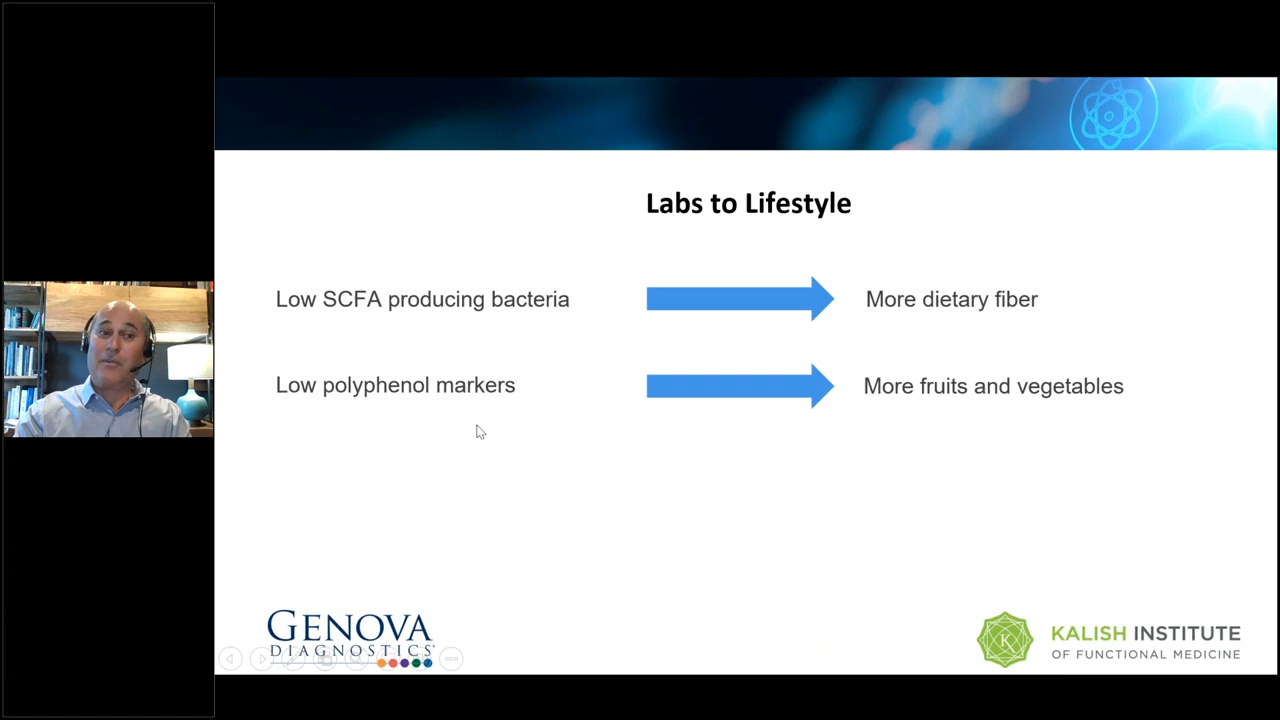 Labs to Lifestyle
Low SCFA producing bacteria
More dietary fiber
Low polyphenol markers
More fruits and vegetables
GENOVA
DIAGNOSTICS
K
KALISH INSTITUTE
OF FUNCTIONAL MEDICINE